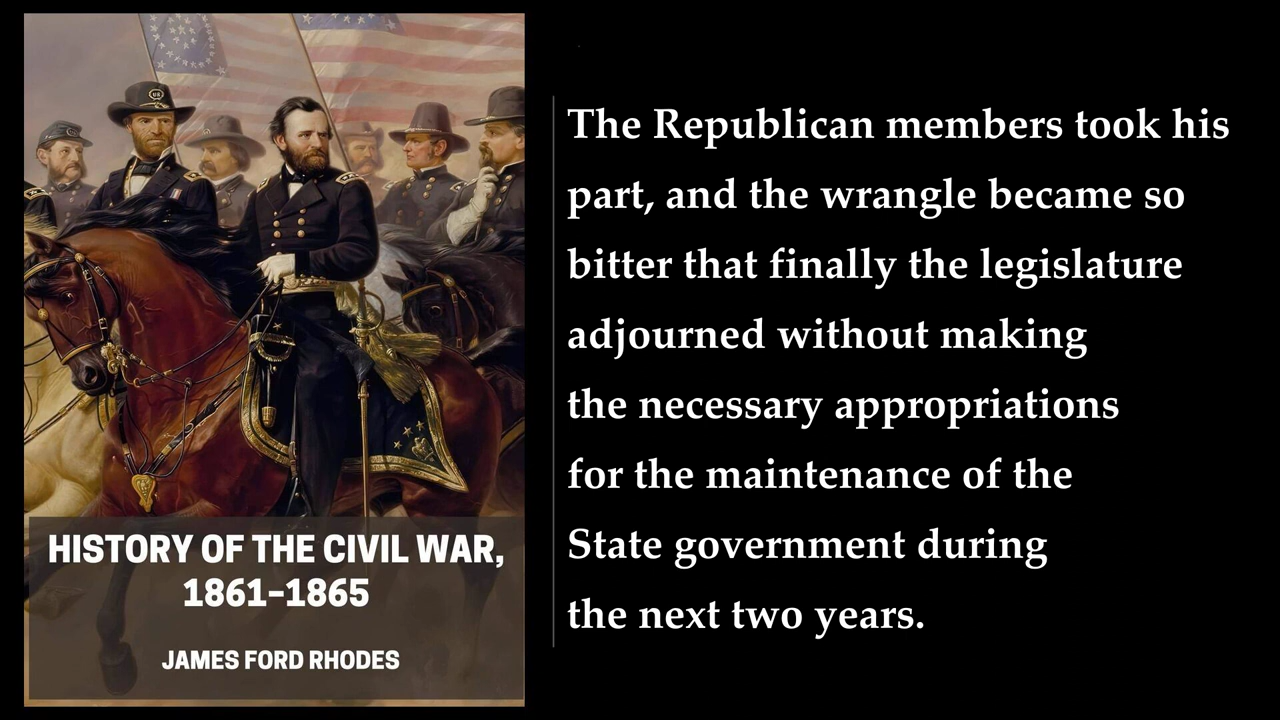 HISTORY OF THE CIVIL WAR,
1861–1865
JAMES FORD RHODES
The Republican members took his
part, and the wrangle became so
bitter that finally the legislature
adjourned without making
the necessary appropriations
for the maintenance of the
State government during
the next two years.